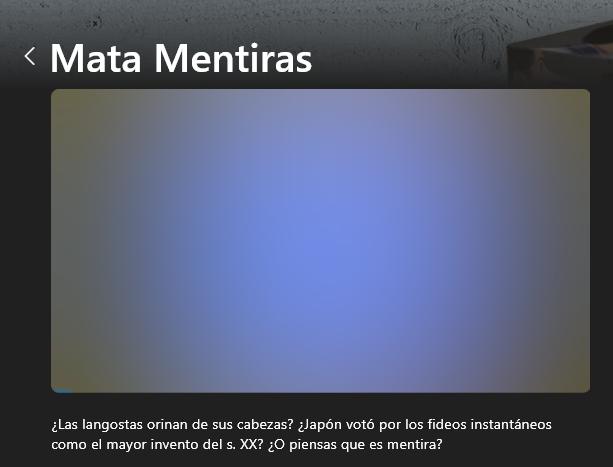 Mata Mentiras
¿Las langostas orinan de sus cabezas? ¿Japón votó por los fideos instantáneos
como el mayor invento del s. XX? ¿O piensas que es mentira?